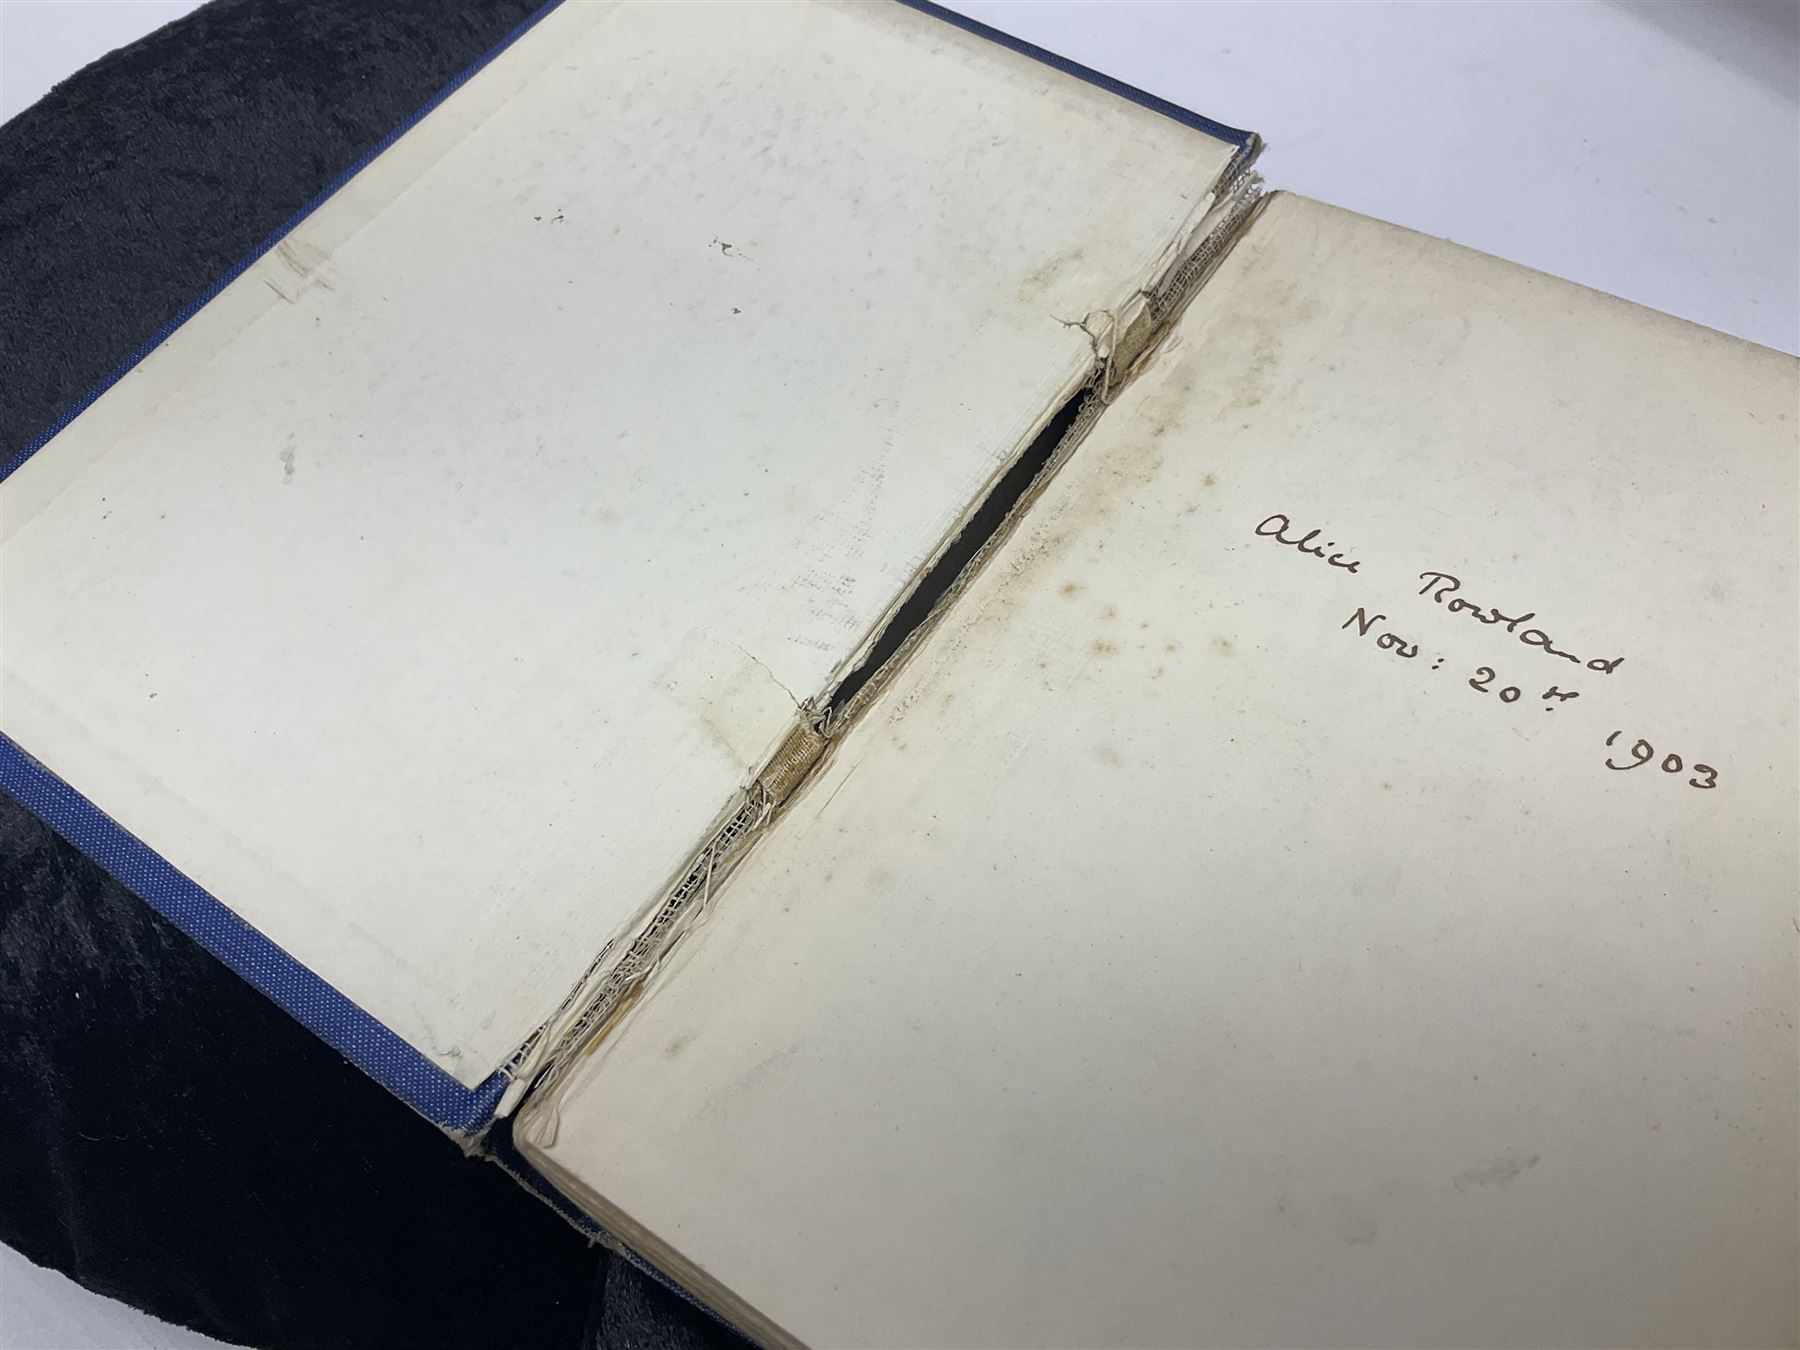 Alice Rowland
Nov: 20th 1903